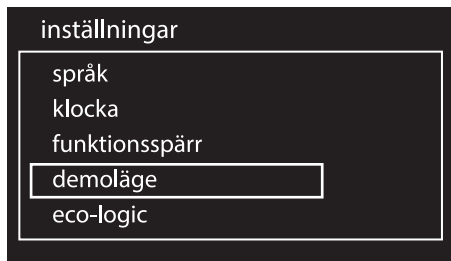 inställningar
språk
klocka
funktionsspärr
demoläge
eco-logic